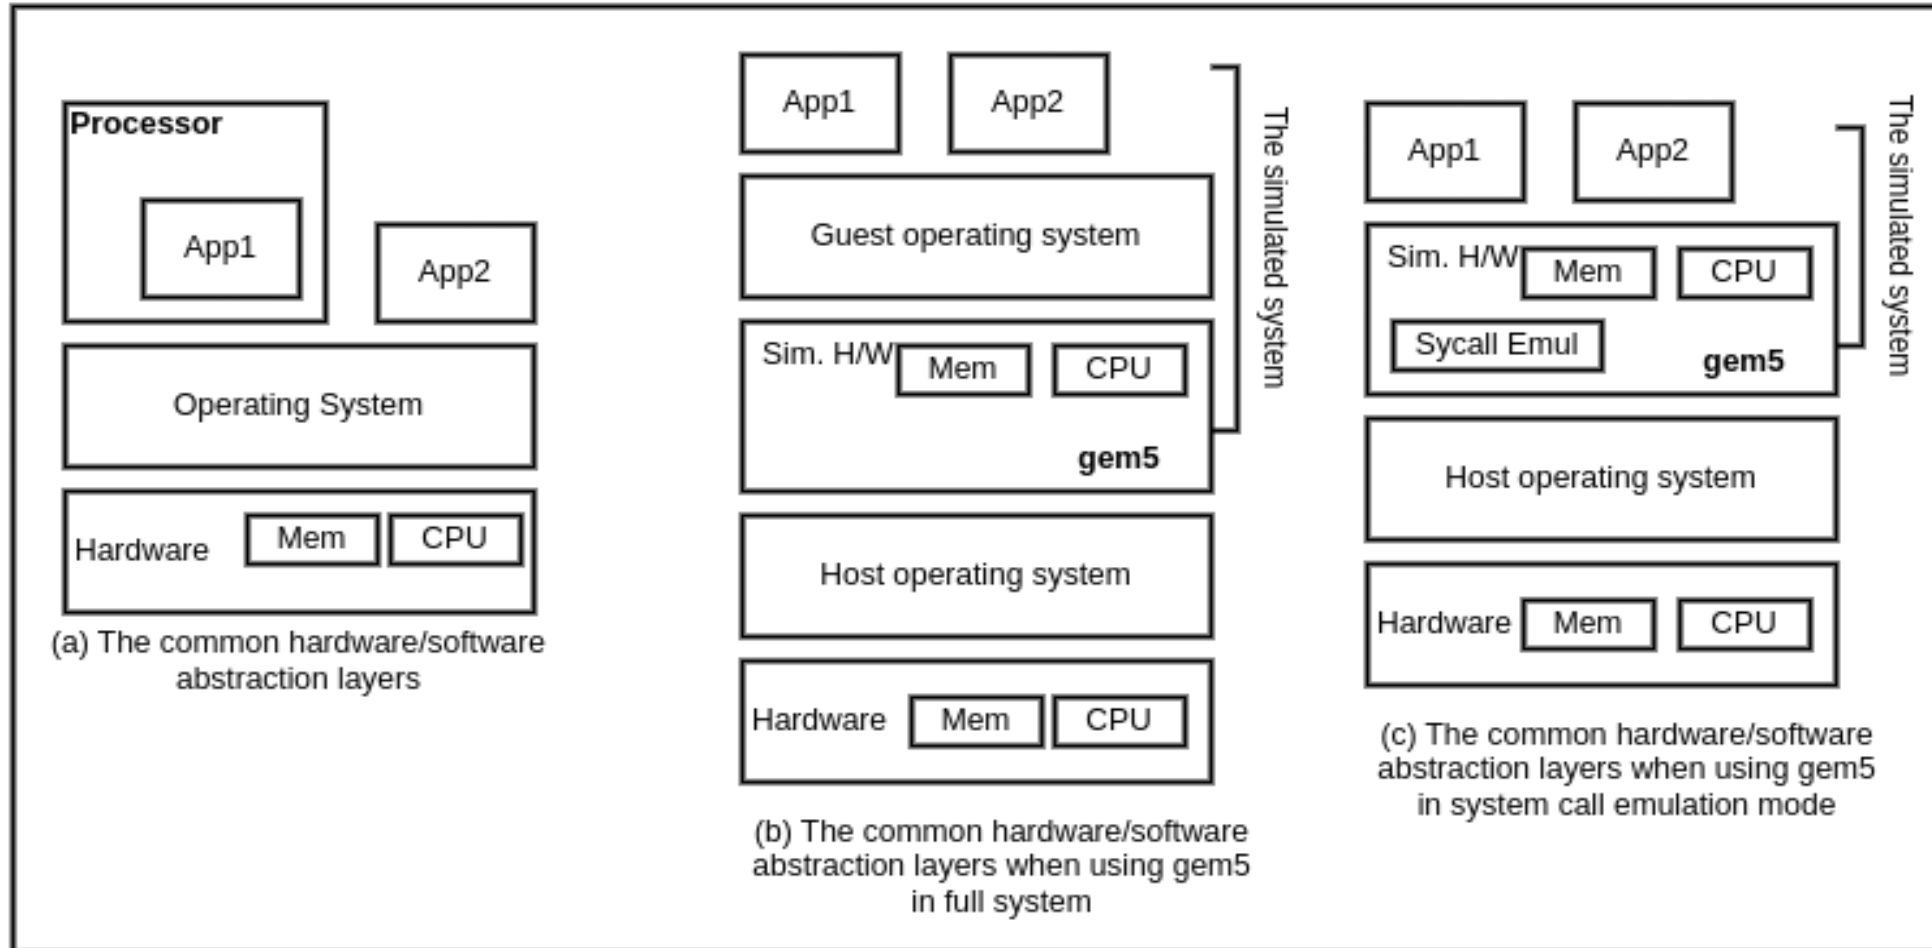 Processor
App1
App2
Operating System
Hardware
Mem
CPU
(a) The common hardware/software
abstraction layers
App1
App2
Guest operating system
Sim. H/W
Mem
CPU
gem5
Host operating system
Hardware
Mem
CPU
The simulated system
(b) The common hardware/software
abstraction layers when using gem5
in full system
App1
App2
Sim. H/W
Mem
CPU
Sycall Emul
gem5
Host operating system
Hardware
Mem
CPU
The simulated system
(c) The common hardware/software
abstraction layers when using gem5
in system call emulation mode